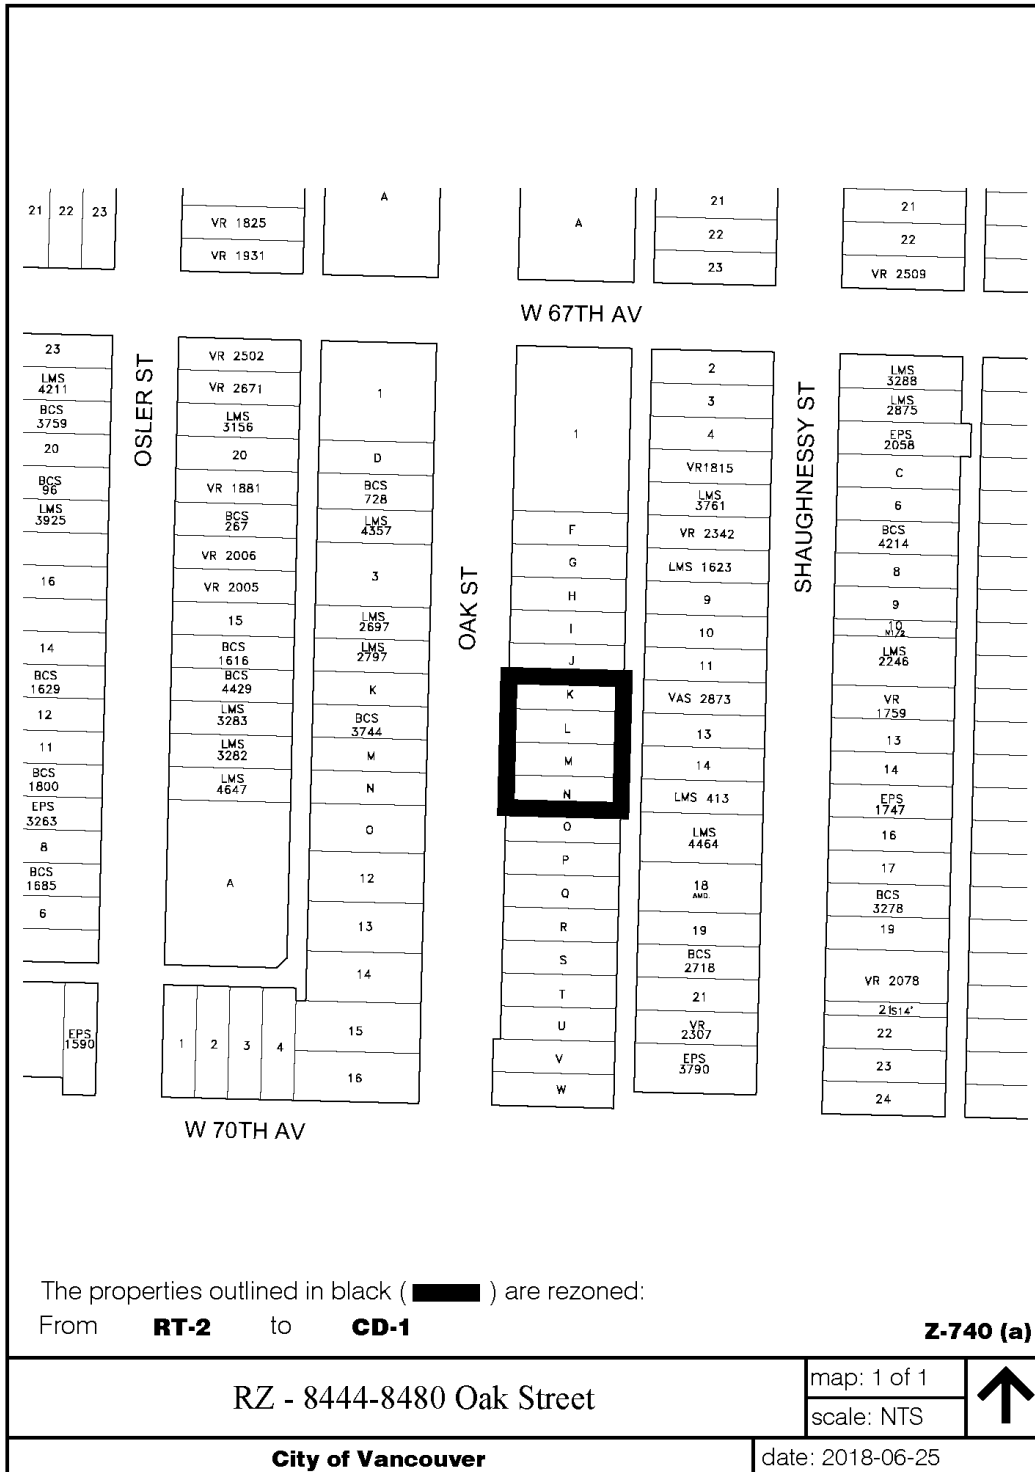 21 22 23
VR 1825
VR 1931
A
A
21
22
23
21
22
VR 2509
W 67TH AV
OSLER ST
OAK ST
SHAUGHNESSY ST
23
LMS
4211
BCS
3759
20
BCS
96
LMS
3925
16
14
BCS
1629
12
11
BCS
1800
EPS
3263
8
BCS
1685
6
EPS
1590
VR 2502
VR 2671
LMS
3156
20
VR 1881
BCS
267
VR 2006
VR 2005
15
BCS
1616
BCS
4429
LMS
3283
LMS
3282
LMS
4647
A
1 2 3 4
1
D
BCS
728
LMS
4357
3
LMS
2697
LMS
2797
K
BCS
3744
M
N
O
12
13
14
15
16
1
F
G
H
I
J
K
L
M
N
O
P
Q
R
S
T
U
V
W
2
3
4
VR1815
LMS
3761
VR 2342
LMS 1623
9
10
11
VAS 2873
13
14
LMS 413
LMS
4464
18
AMD.
19
BCS
2718
21
VR
2307
EPS
3790
LMS
3288
LMS
2875
EPS
2058
C
6
BCS
4214
8
9
10
N1/2
LMS
2246
VR
1759
13
14
EPS
1747
16
17
BCS
3278
19
VR 2078
21S14'
22
23
24
W 70TH AV
The properties outlined in black ( ) are rezoned:
From RT-2 to CD-1
Z-740 (a)
RZ - 8444-8480 Oak Street
map: 1 of 1
scale: NTS
City of Vancouver
date: 2018-06-25